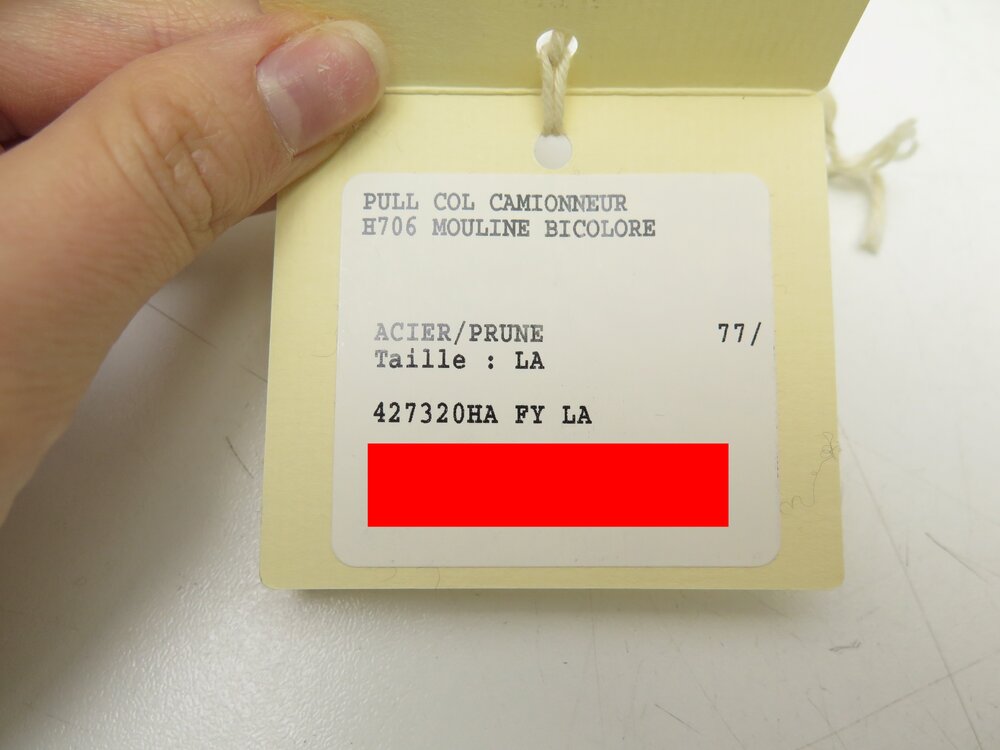 PULL COL CAMIONNEUR
H706 MOULINE BICOLORE
ACIER/PRUNE 77/
Taille : LA
427320HA FY LA